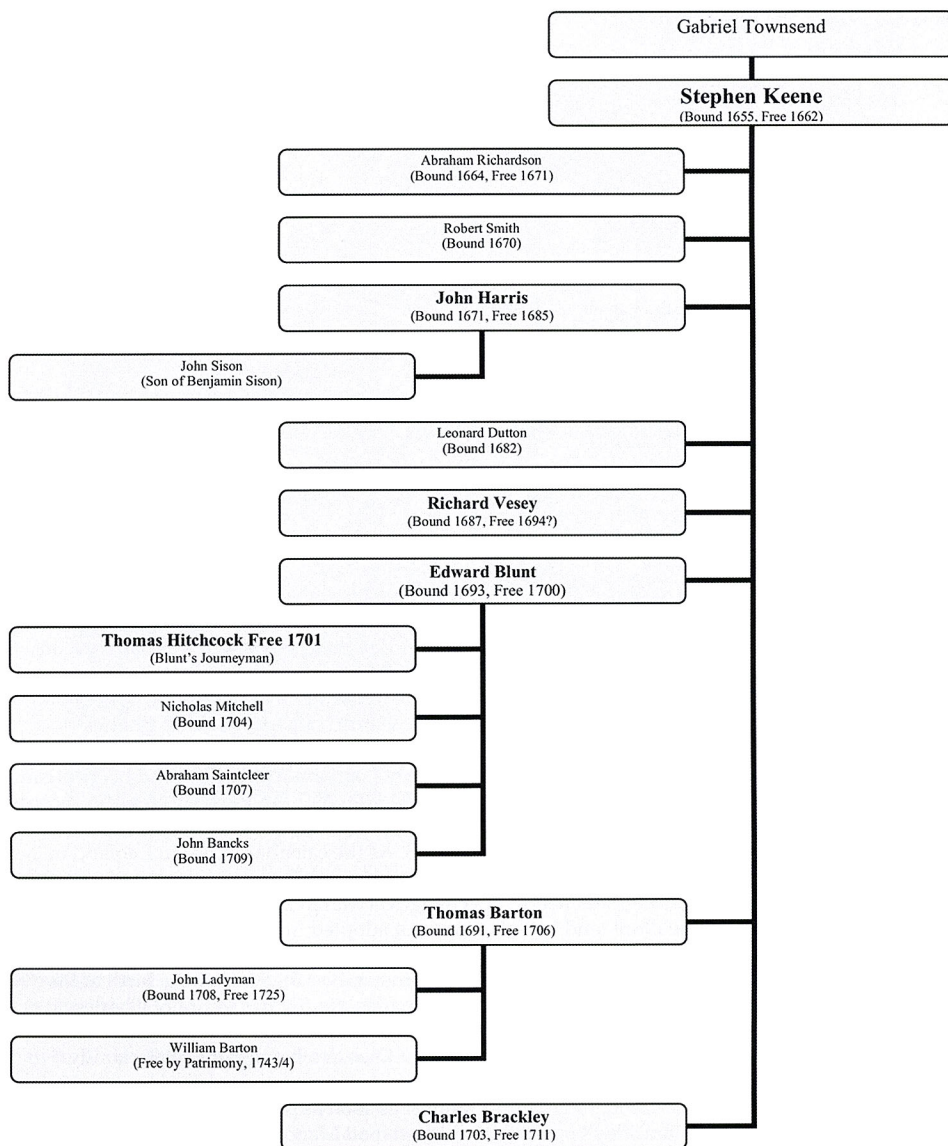 Gabriel Townsend
Stephen Keene
(Bound 1655, Free 1662)
Abraham Richardson
(Bound 1664, Free 1671)
Robert Smith
(Bound 1670)
John Harris
(Bound 1671, Free 1685)
John Sison
(Son of Benjamin Sison)
Leonard Dutton
(Bound 1682)
Richard Vesey
(Bound 1687, Free 1694?)
Edward Blunt
(Bound 1693, Free 1700)
Thomas Hitchcock Free 1701
(Blunt's Journeyman)
Nicholas Mitchell
(Bound 1704)
Abraham Saintcleer
(Bound 1707)
John Bancks
(Bound 1709)
Thomas Barton
(Bound 1691, Free 1706)
John Ladyman
(Bound 1708, Free 1725)
William Barton
(Free by Patrimony, 1743/4)
Charles Brackley
(Bound 1703, Free 1711)